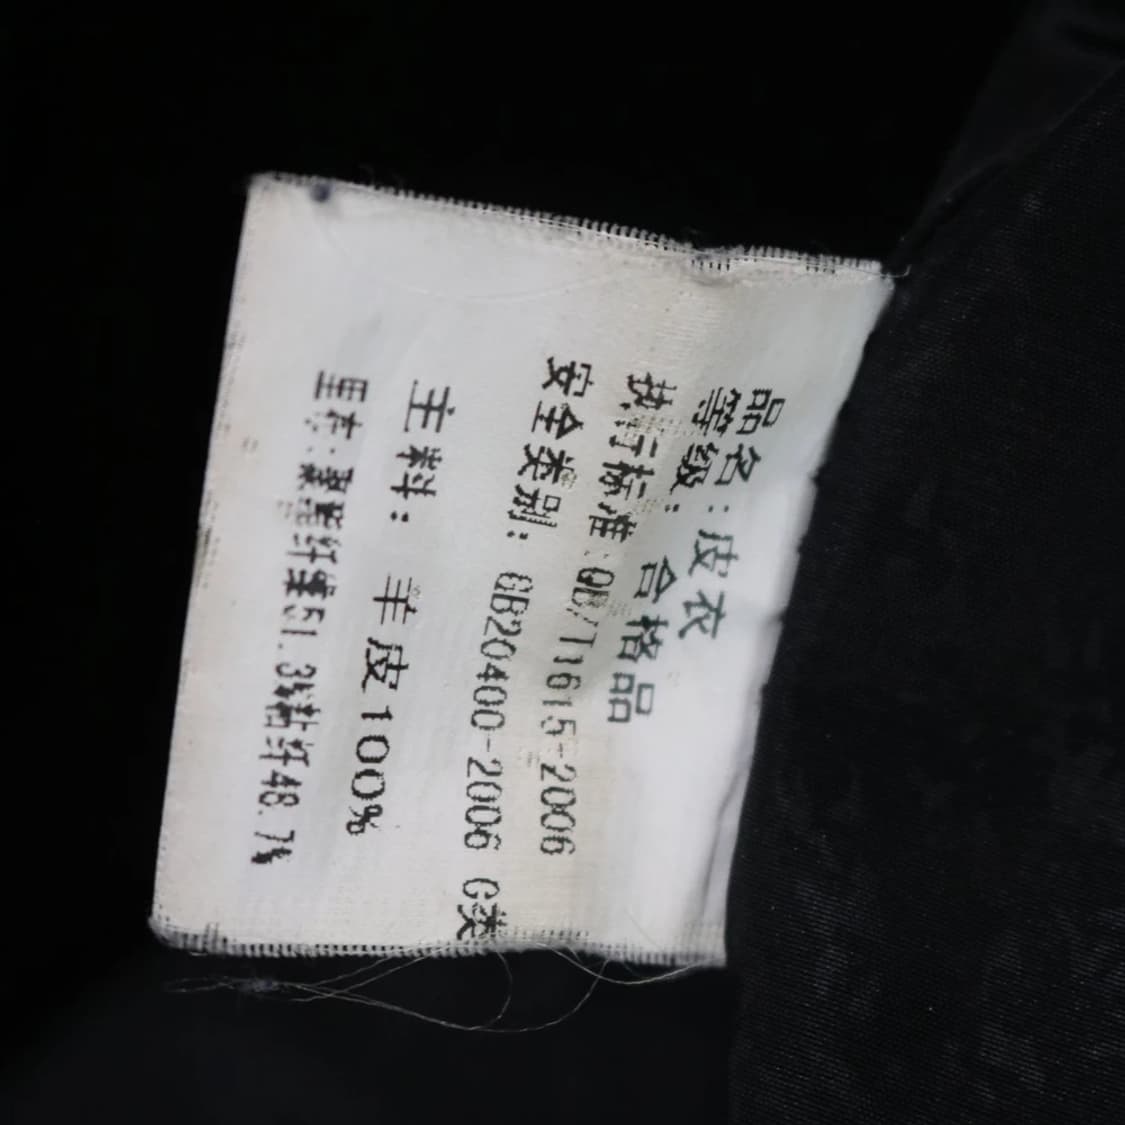 品名：皮衣
等级：合格品
执行标准：QB/T1615-2006
安全类别：GB20400-2006 C类
主料：羊皮100%
里布：聚酯纤维51.3%粘纤48.7%